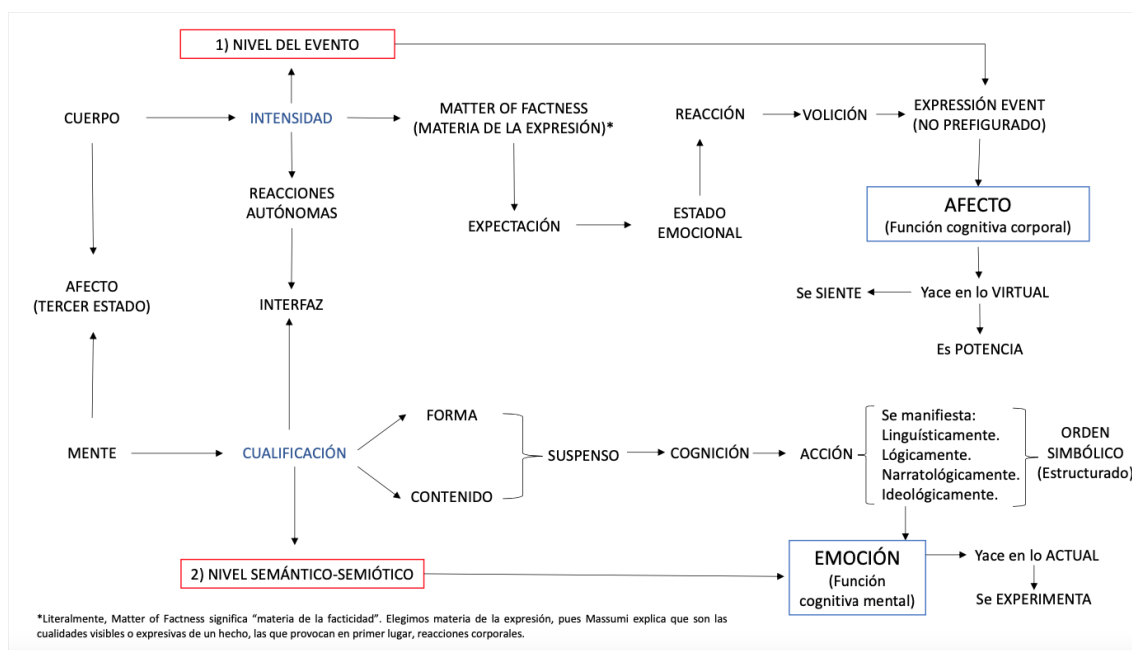 1) NIVEL DEL EVENTO
CUERPO
INTENSIDAD
MATTER OF FACTNESS
(MATERIA DE LA EXPRESIÓN)*
REACCIÓN
VOLICIÓN
EXPRESSIÓN EVENT
(NO PREFIGURADO)
REACCIONES
AUTÓNOMAS
EXPECTACIÓN
ESTADO
EMOCIONAL
AFECTO
(Función cognitiva corporal)
AFECTO
(TERCER ESTADO)
INTERFAZ
Se SIENTE
Yace en lo VIRTUAL
Es POTENCIA
MENTE
CUALIFICACIÓN
FORMA
CONTENIDO
SUSPENSO
COGNICIÓN
ACCIÓN
Se manifiesta:
Linguísticamente.
Lógicamente.
Narratológicamente.
Ideológicamente.
ORDEN
SIMBÓLICO
(Estructurado)
2) NIVEL SEMÁNTICO-SEMIÓTICO
EMOCIÓN
(Función
cognitiva mental)
Yace en lo ACTUAL
Se EXPERIMENTA
*Literalmente, Matter of Factness significa “materia de la facticidad”. Elegimos materia de la expresión, pues Massumi explica que son las
cualidades visibles o expresivas de un hecho, las que provocan en primer lugar, reacciones corporales.